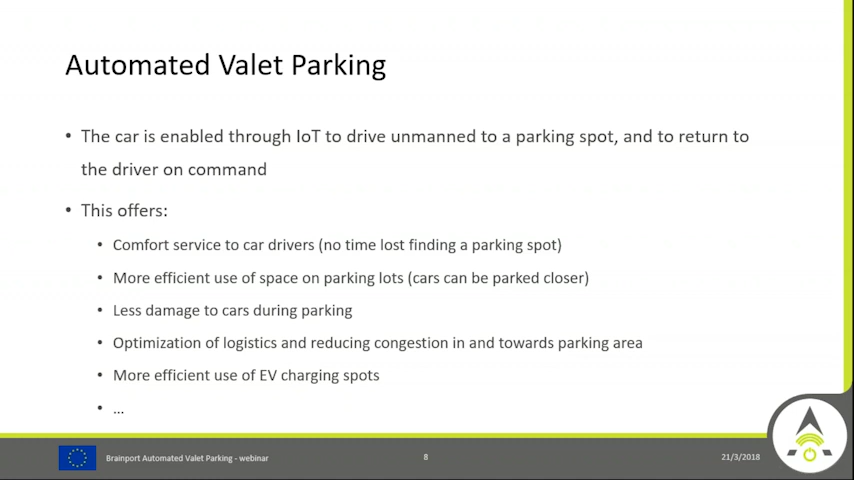 Automated Valet Parking
• The car is enabled through IoT to drive unmanned to a parking spot, and to return to
the driver on command
• This offers:
• Comfort service to car drivers (no time lost finding a parking spot)
• More efficient use of space on parking lots (cars can be parked closer)
• Less damage to cars during parking
• Optimization of logistics and reducing congestion in and towards parking area
• More efficient use of EV charging spots
• ...
Brainport Automated Valet Parking - webinar
8
21/3/2018